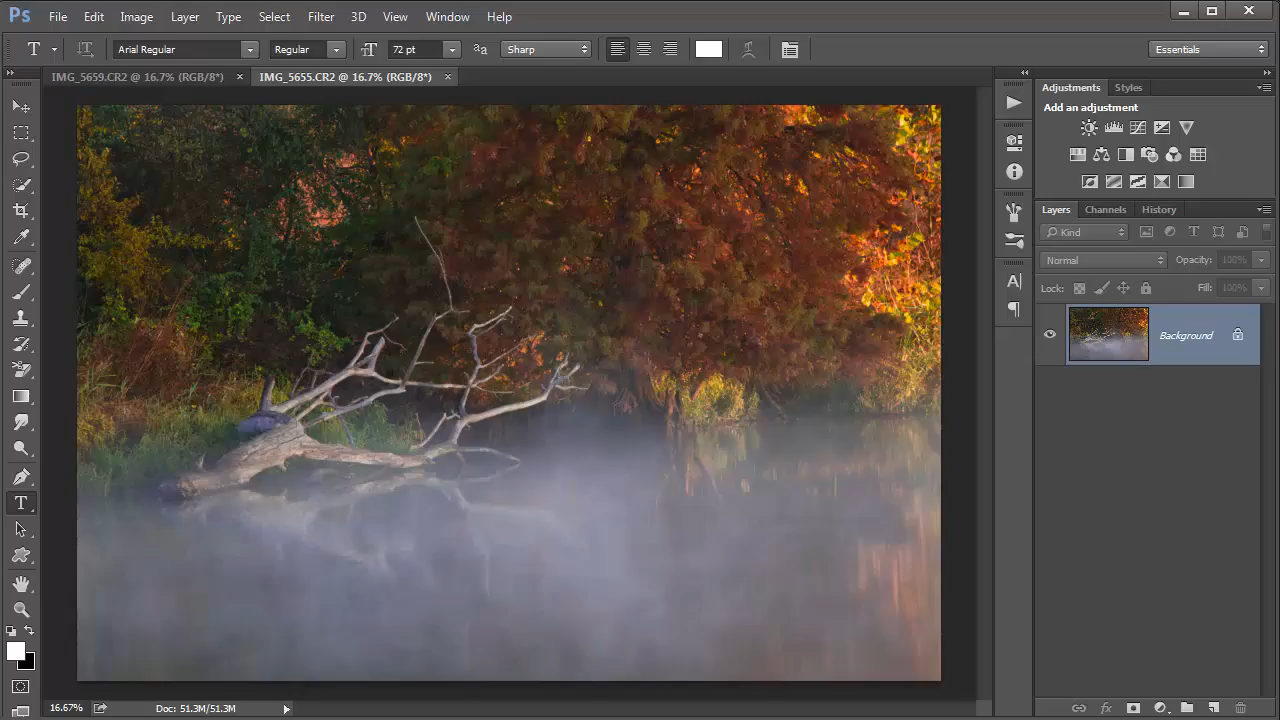 Ps File Edit Image Layer Type Select Filter 3D View Window Help
T Arial Regular Regular 72 pt aa Sharp Essentials
IMG_5659.CR2 @ 16.7% (RGB/8*) × IMG_5655.CR2 @ 16.7% (RGB/8*) ×
Adjustments Styles
Add an adjustment
Layers Channels History
Kind
Normal Opacity: 100%
Lock: Fill: 100%
Background
16.67% Doc: 51.3M/51.3M